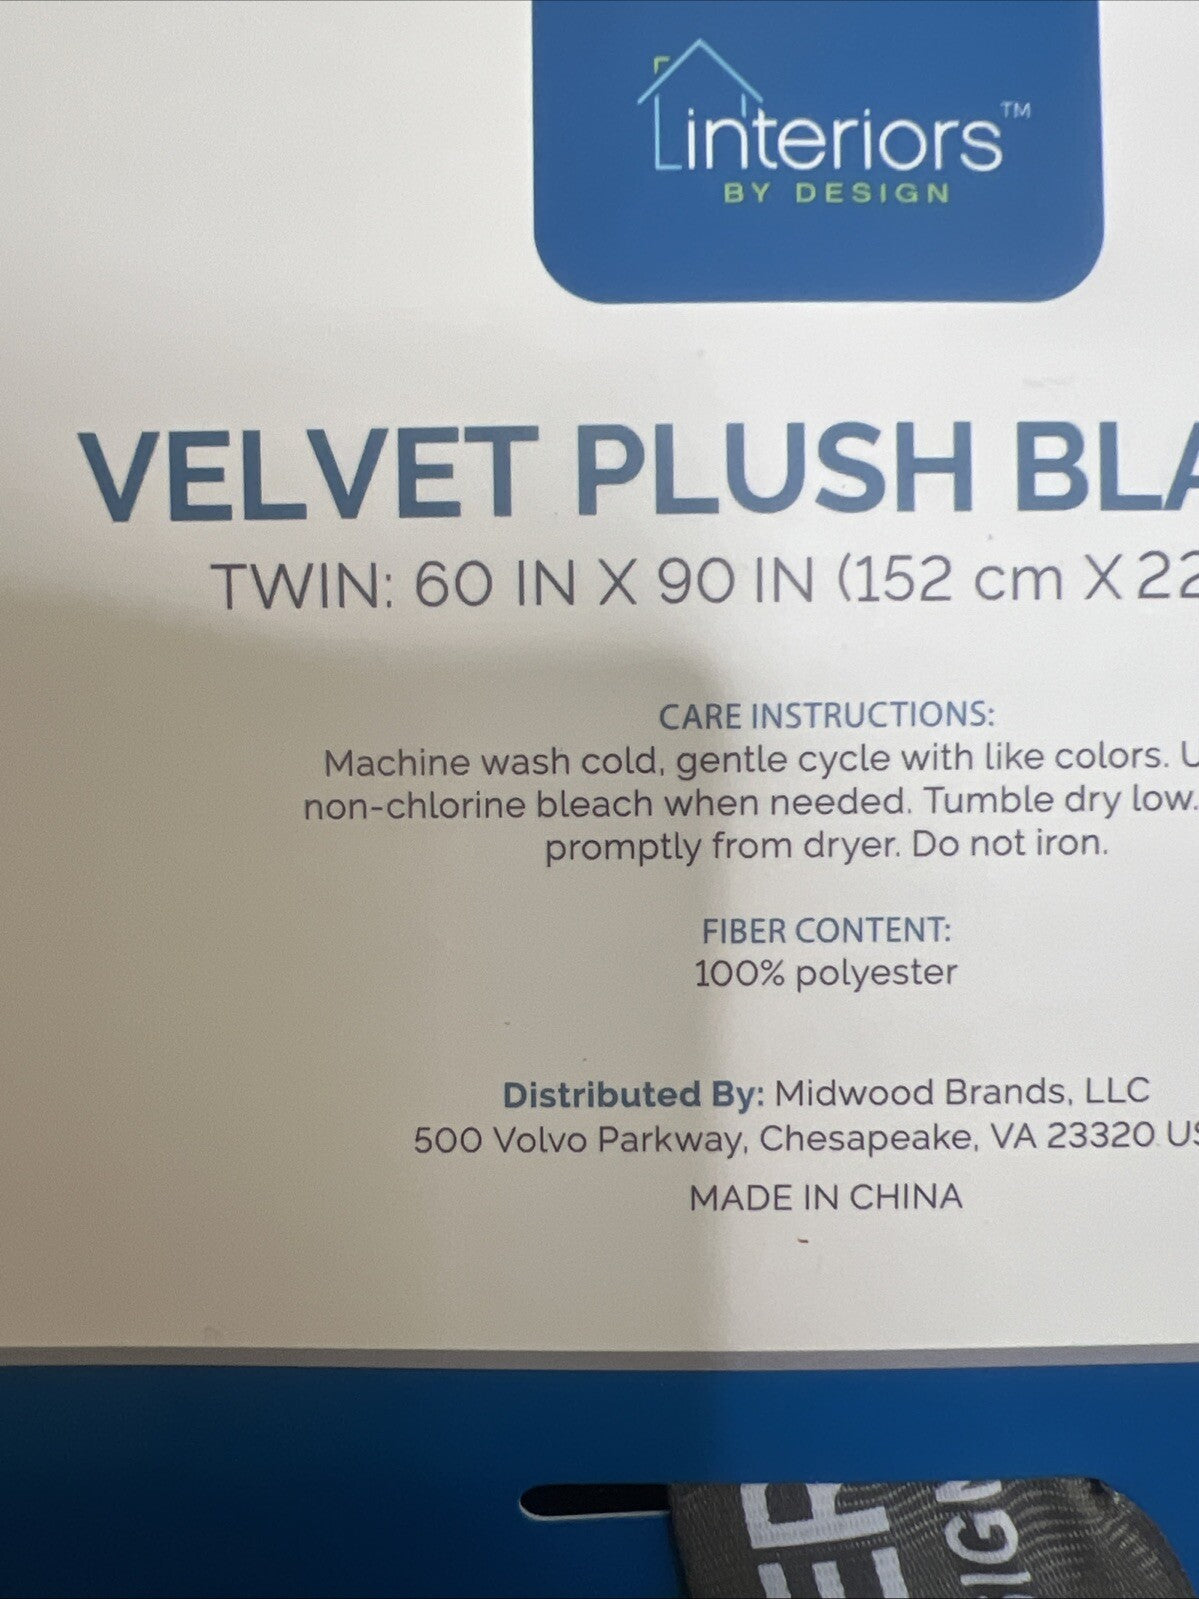 interiors™
BY DESIGN
VELVET PLUSH BLA
TWIN: 60 IN X 90 IN (152 cm X 22
CARE INSTRUCTIONS:
Machine wash cold, gentle cycle with like colors. U
non-chlorine bleach when needed. Tumble dry low.
promptly from dryer. Do not iron.
FIBER CONTENT:
100% polyester
Distributed By: Midwood Brands, LLC
500 Volvo Parkway, Chesapeake, VA 23320 US
MADE IN CHINA